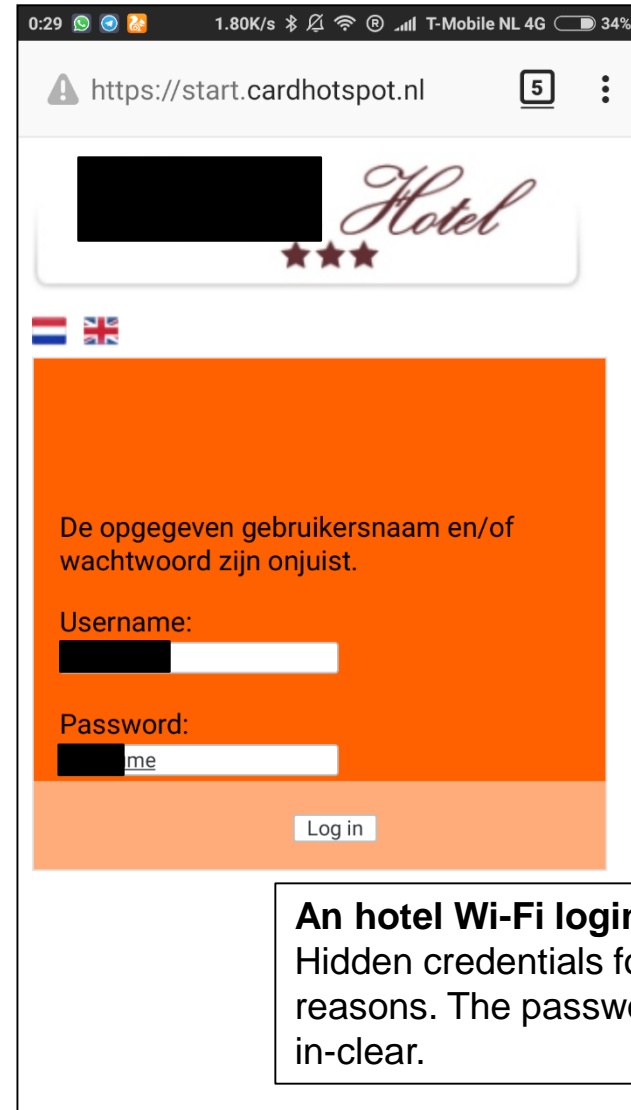 0:29 1.80K/s ® T-Mobile NL 4G 34%
https://start.cardhotspot.nl 5
Hotel
De opgegeven gebruikersnaam en/of
wachtwoord zijn onjuist.
Username:
Password:
me
Log in
An hotel Wi-Fi login
Hidden credentials
reasons. The
in-clear.